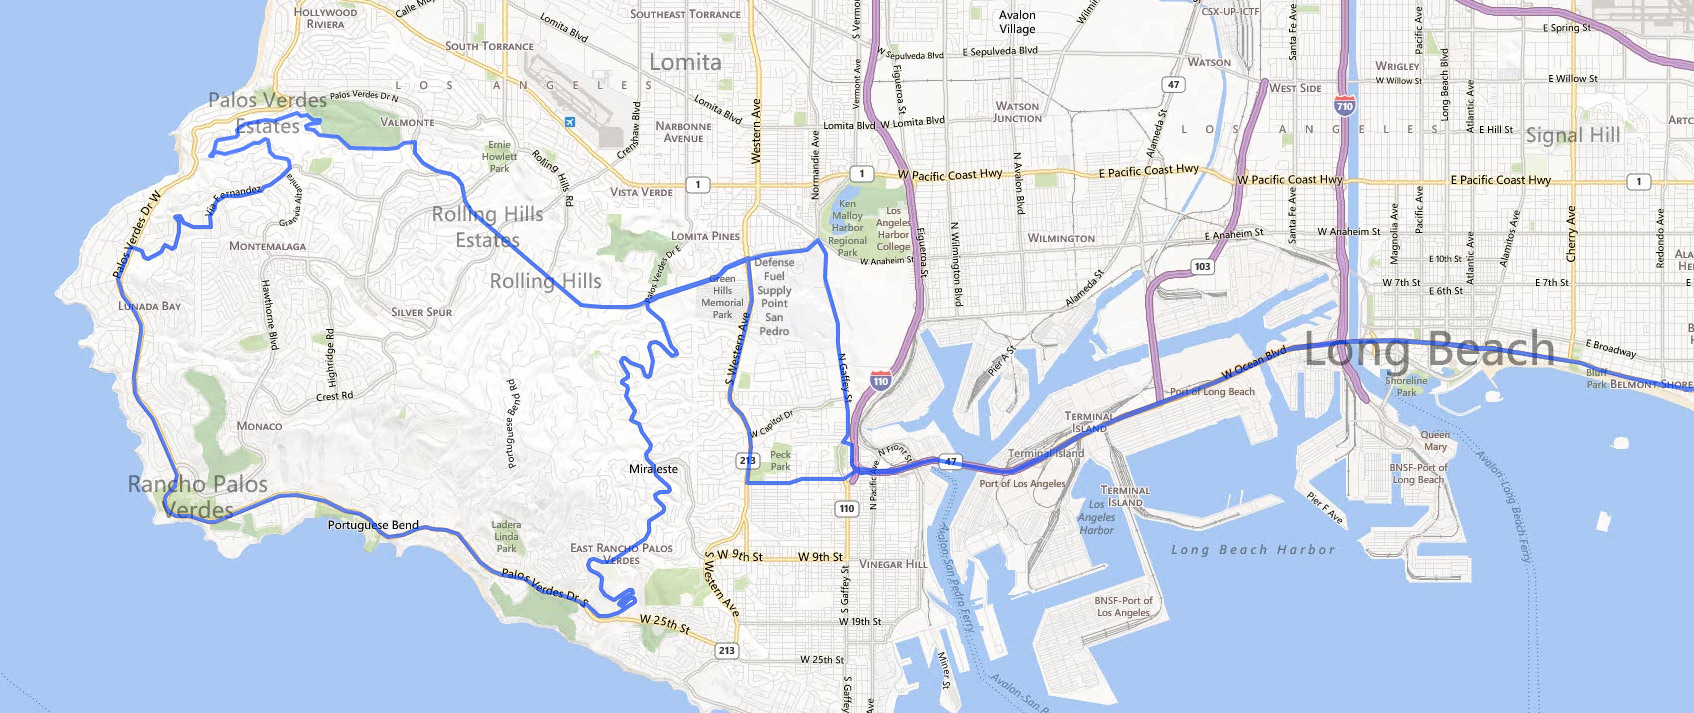 HOLLYWOOD
RIVIERA
Calle Ma
Lomita Blvd
SOUTHEAST TORRANCE
SOUTH TORRANCE
Lomita
LOS ANGELES
Palos Verdes
Estates
Palos Verdes Dr N
VALMONTE
Ernie
Howlett
Park
Rolling Hills Rd
Crenshaw Blvd
NARBONNE
AVENUE
Lomita Blvd
Western Ave
Normandie Ave
Vermont Ave
S Vermo
Lomita Blvd
W Lomita Blvd
W Sepulveda Blvd
E Sepulveda Blvd
Figueroa St
Avalon
Village
Wilmi
WATSON
JUNCTION
WATSON
CSX-UP-ICTF
47
Alameda St
WEST SIDE
Santa Fe Ave
710
Pacific Ave
WRIGLEY
W Willow St
E Willow St
Long Beach Blvd
Atlantic Ave
E Spring St
E Hill St
Signal Hill
ARTC
LOS ANGELES
VISTA VERDE
1
1
W Pacific Coast Hwy
E Pacific Coast Hwy
W Pacific Coast Hwy
E Pacific Coast Hwy
1
Via Fernandez
Granvia Altamira
Palos Verdes Dr W
MONTEMALAGA
Rolling Hills
Estates
Rolling Hills
LOMITA PINES
Palos Verdes Dr E
Ken
Malloy
Harbor
Regional
Park
Los
Angeles
Harbor
College
W Anaheim St
Figueroa St
N Wilmington Blvd
N Avalon Blvd
WILMINGTON
Alameda St
E Anaheim St
103
Santa Fe Ave
W Anaheim St
Magnolia Ave
Pacific Ave
E 10th St
W 7th St
E 6th St
E 7th St
Atlantic Ave
Alamitos Ave
Cherry Ave
Redondo Ave
ALA
HE
LUNADA BAY
Hawthorne Blvd
SILVER SPUR
Highridge Rd
Crest Rd
MONACO
Portuguese Bend Rd
Green
Hills
Memorial
Park
Defense
Fuel
Supply
Point
San
Pedro
S Western Ave
N Gaffey St
110
Pier A St
W Ocean Blvd
Long Beach
E Broadway
Bluff
Park
BELMONT SHORE
Shoreline
Park
Port of Long Beach
TERMINAL
ISLAND
Terminal Island
W Capitol Dr
213
Peck
Park
N Front St
N Pacific Ave
47
Port of Los Angeles
TERMINAL
ISLAND
Los
Angeles
Harbor
Queen
Mary
BNSF-Port of
Long Beach
Pier F Ave
Avalon-Long Beach Ferry
Long Beach Harbor
Rancho Palos
Verdes
Portuguese Bend
Miraleste
Ladera
Linda
Park
EAST RANCHO PALOS
VERDES
Palos Verdes Dr S
110
S W 9th St
W 9th St
VINEGAR HILL
S Western Ave
S Gaffey St
W 25th St
213
W 19th St
W 25th St
S Gaffey
Ave
Miner St
Avalon-San Pedro Ferry
Avalon-San P
BNSF-Port of
Los Angeles